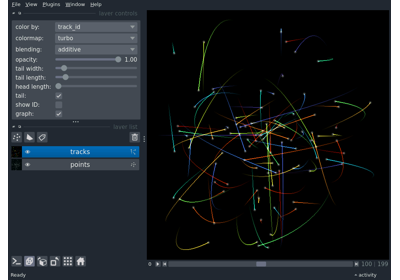 File View Plugins Window Help
layer controls
color by: track_id
colormap: turbo
blending: additive
opacity: 1.00
tail width:
tail length:
head length:
tail:
show ID:
graph:
layer list
tracks
points
100 | 199
Ready
activity